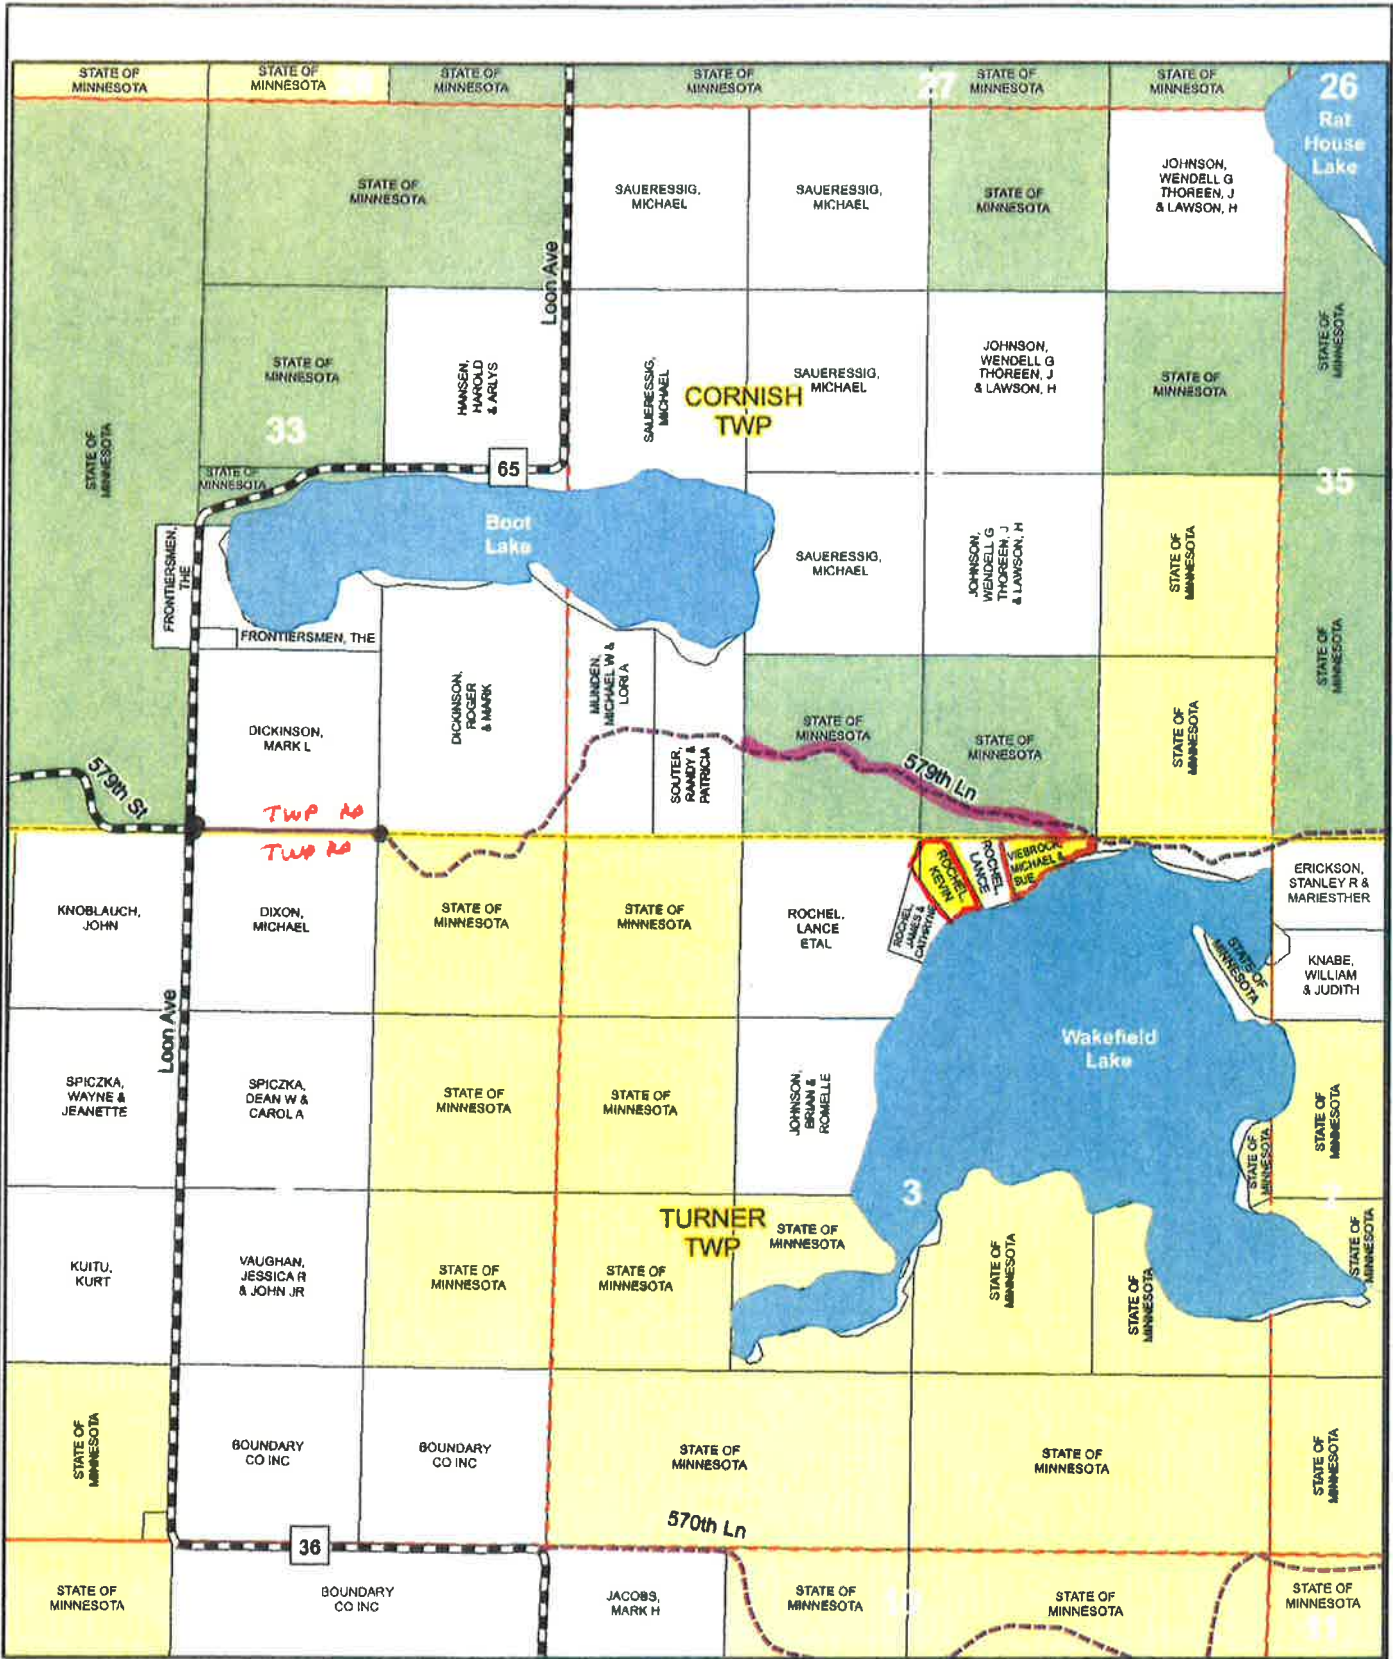 STATE OF
MINNESOTA
STATE OF
MINNESOTA
STATE OF
MINNESOTA
STATE OF
MINNESOTA
27
STATE OF
MINNESOTA
STATE OF
MINNESOTA
26
Rat
House
Lake
STATE OF
MINNESOTA
SAUERESSIG,
MICHAEL
SAUERESSIG,
MICHAEL
STATE OF
MINNESOTA
JOHNSON,
WENDELL G
THOREEN, J
& LAWSON, H
Loon Ave
STATE OF
MINNESOTA
33
HANSEN,
HAROLD
& ARLYS
SAUERESSIG,
MICHAEL
CORNISH
TWP
SAUERESSIG,
MICHAEL
JOHNSON,
WENDELL G
THOREEN, J
& LAWSON, H
STATE OF
MINNESOTA
STATE OF
MINNESOTA
STATE OF
MINNESOTA
STATE OF
MINNESOTA
65
35
FRONTIERSMEN,
THE
Boot
Lake
SAUERESSIG,
MICHAEL
JOHNSON,
WENDELL G
THOREEN, J
& LAWSON, H
STATE OF
MINNESOTA
FRONTIERSMEN, THE
DICKINSON,
MARK L
DICKINSON,
ROGER
& MARK
MUNDEN,
MICHAEL W &
LORI A
SOUTER,
RANDY &
PATRICIA
STATE OF
MINNESOTA
STATE OF
MINNESOTA
STATE OF
MINNESOTA
STATE OF
MINNESOTA
579th St
579th Ln
TWP RD
TWP RD
KNOBLAUCH,
JOHN
DIXON,
MICHAEL
STATE OF
MINNESOTA
STATE OF
MINNESOTA
ROCHEL,
LANCE
ETAL
ROCHEL,
JAMES &
CATHRYNE
ROCHEL,
KEVIN
ROCHEL,
LANCE
VIEBROCK,
MICHAEL &
SUE
ERICKSON,
STANLEY R &
MARIESTHER
STATE OF
MINNESOTA
KNABE,
WILLIAM
& JUDITH
Loon Ave
Wakefield
Lake
SPICZKA,
WAYNE &
JEANETTE
SPICZKA,
DEAN W &
CAROL A
STATE OF
MINNESOTA
STATE OF
MINNESOTA
JOHNSON,
BRIAN &
ROMELLE
STATE OF
MINNESOTA
STATE OF
MINNESOTA
3
KUITU,
KURT
VAUGHAN,
JESSICA R
& JOHN JR
STATE OF
MINNESOTA
STATE OF
MINNESOTA
TURNER
TWP
STATE OF
MINNESOTA
STATE OF
MINNESOTA
STATE OF
MINNESOTA
STATE OF
MINNESOTA
STATE OF
MINNESOTA
BOUNDARY
CO INC
BOUNDARY
CO INC
STATE OF
MINNESOTA
STATE OF
MINNESOTA
STATE OF
MINNESOTA
570th Ln
36
STATE OF
MINNESOTA
BOUNDARY
CO INC
JACOBS,
MARK H
STATE OF
MINNESOTA
STATE OF
MINNESOTA
STATE OF
MINNESOTA
11